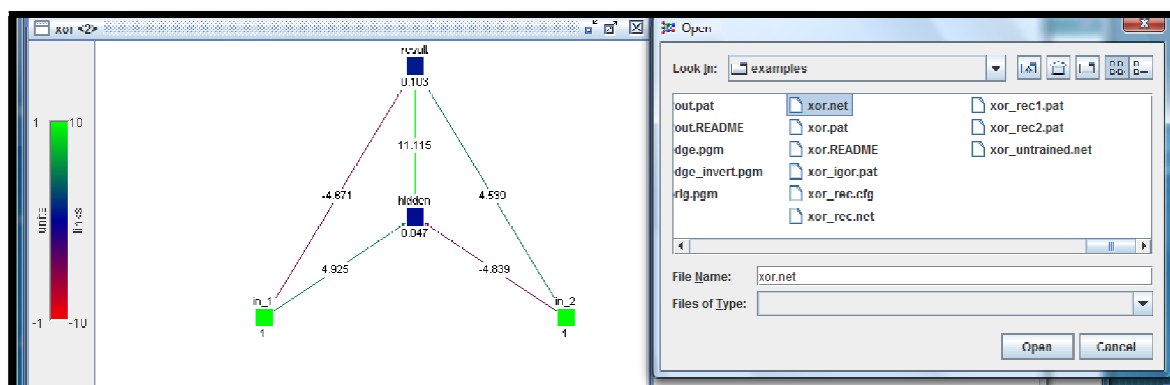 xor <2>
result
0.103
1
10
11.115
-4.671
4.539
units
links
hidden
0.047
4.925
-4.839
in_1
in_2
-1
-10
1
1
Open
Look In:
examples
out.pat
xor.net
xor_rec1.pat
out.README
xor.pat
xor_rec2.pat
dge.pgm
xor.README
xor_untrained.net
dge_invert.pgm
xor_igor.pat
rig.pgm
xor_rec.cfg
xor_rec.net
File Name:
xor.net
Files of Type:
Open
Cancel